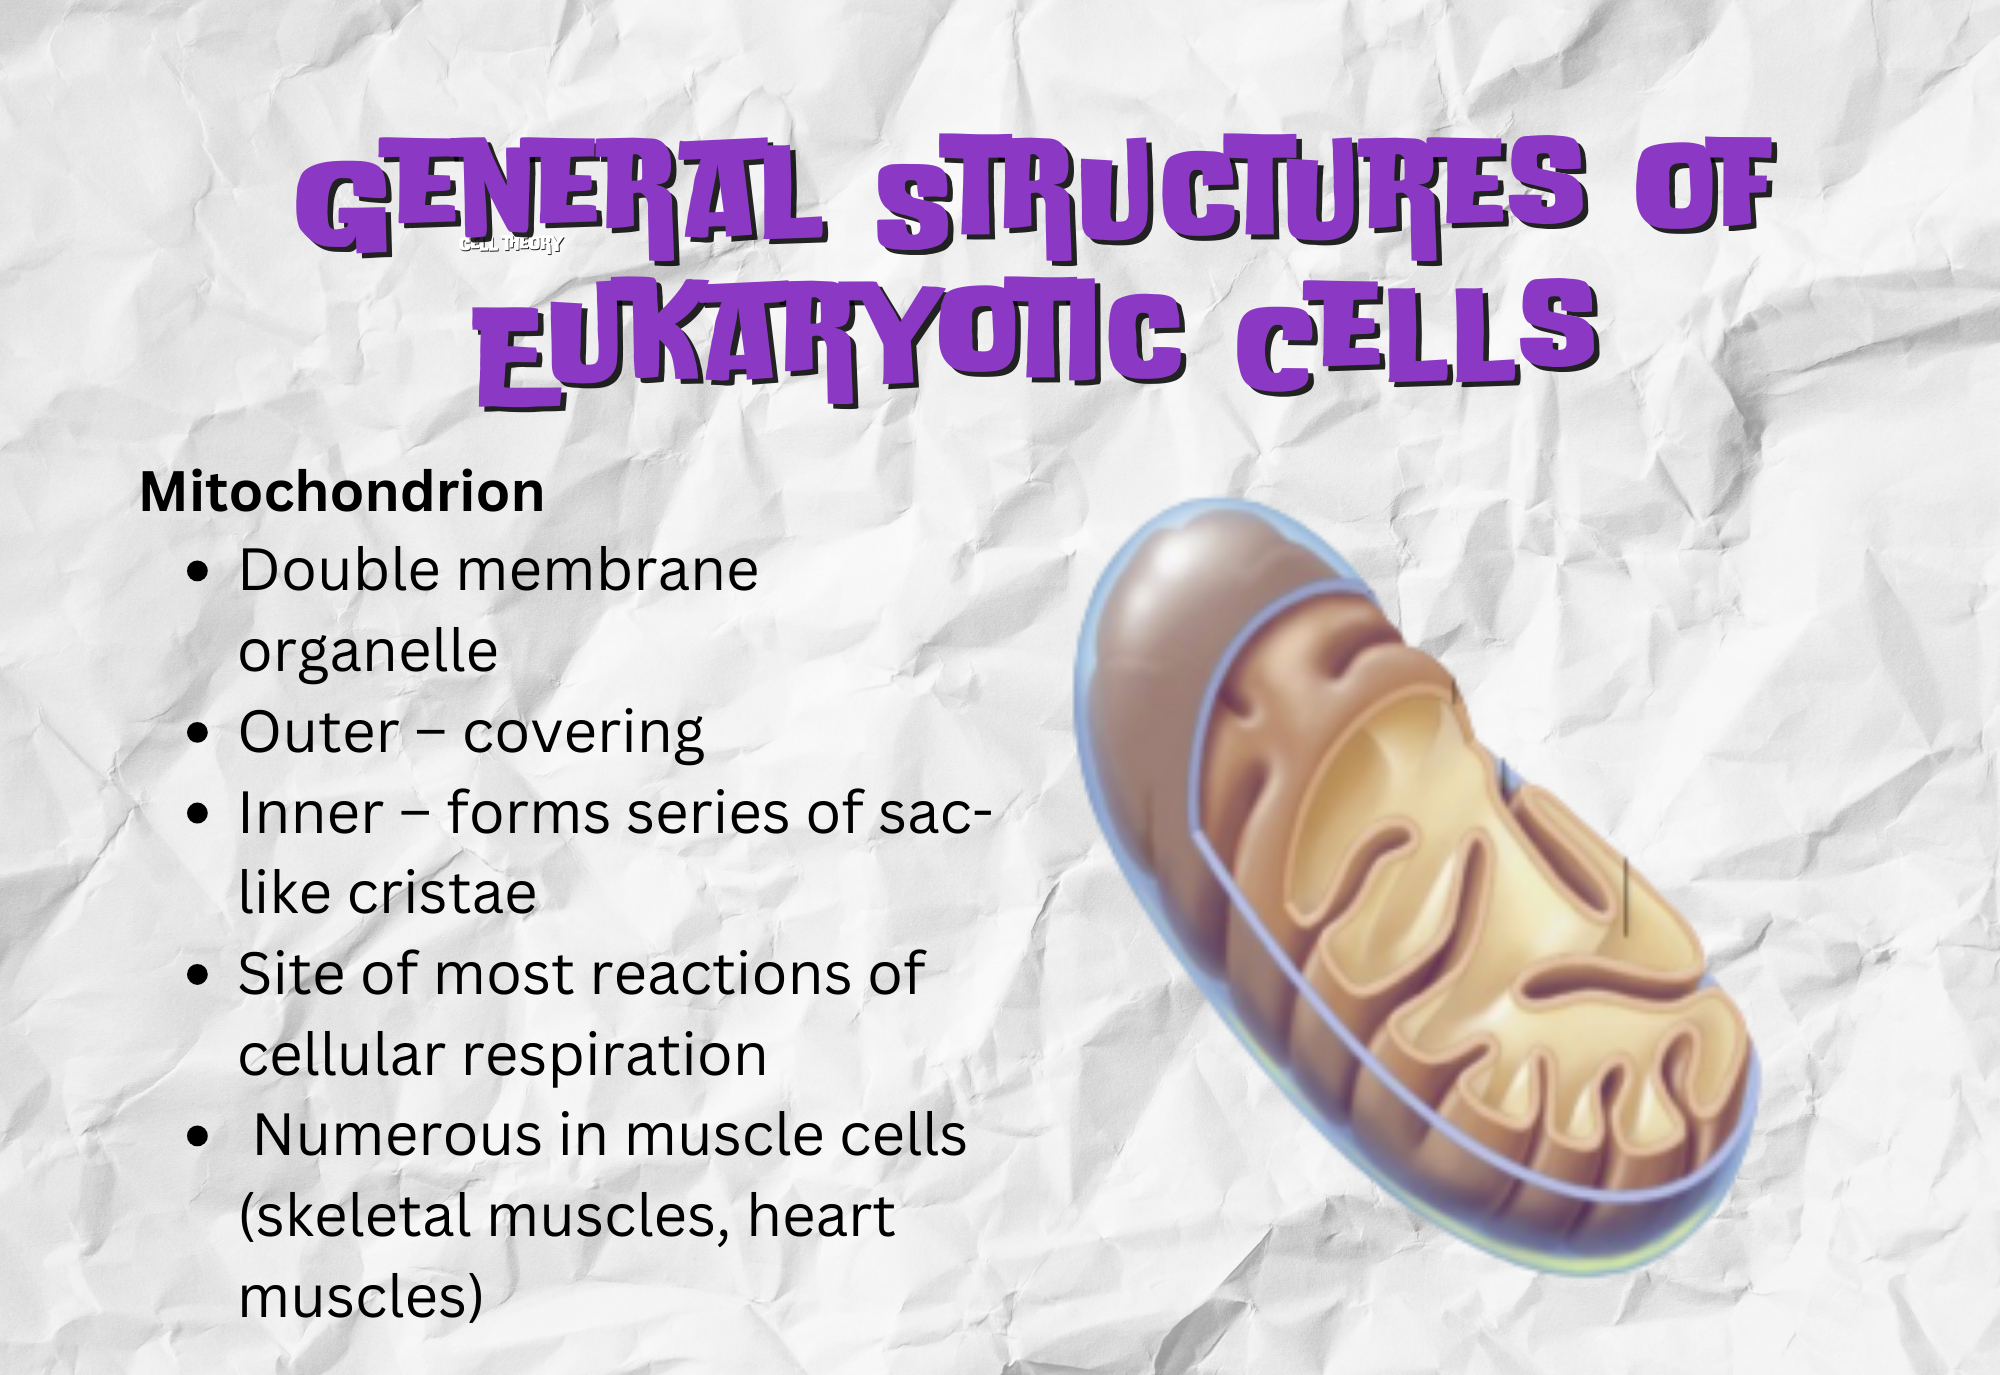 GENERAL STRUCTURES OF
CELL THEORY
EUKARYOTIC CELLS
Mitochondrion
• Double membrane
organelle
• Outer – covering
• Inner – forms series of sac-
like cristae
• Site of most reactions of
cellular respiration
• Numerous in muscle cells
(skeletal muscles, heart
muscles)